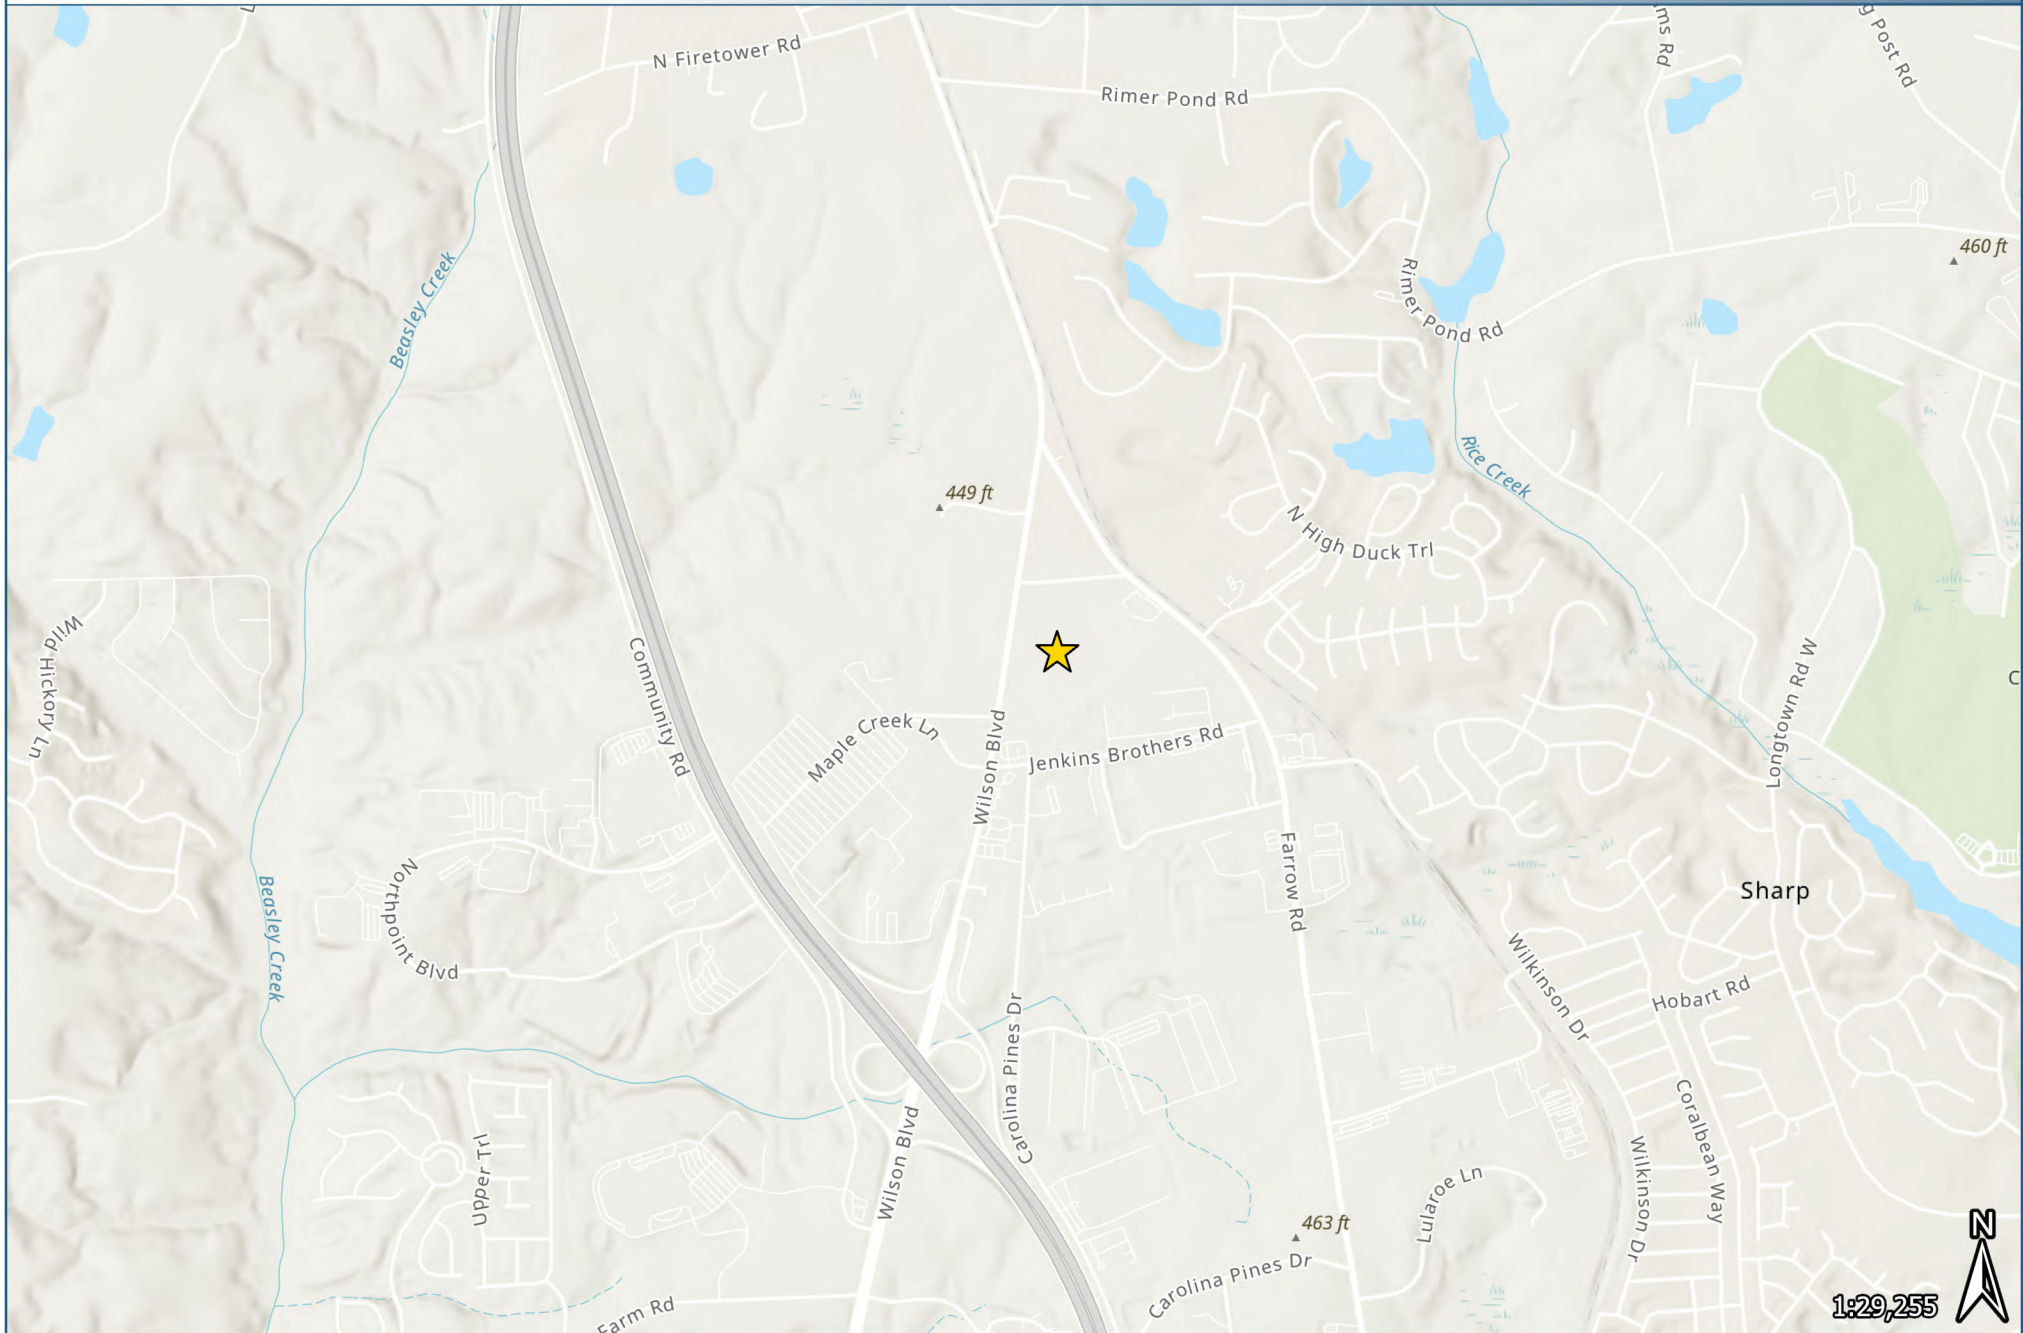 N Firetower Rd
Rimer Pond Rd
ms Rd
g Post Rd
460 ft
Beasley Creek
Rimer Pond Rd
Rice Creek
449 ft
N High Duck Trl
Wild Hickory Ln
Community Rd
Longtown Rd W
C
Maple Creek Ln
Wilson Blvd
Jenkins Brothers Rd
Northpoint Blvd
Farrow Rd
Sharp
Beasley Creek
Wilkinson Dr
Hobart Rd
Carolina Pines Dr
Coralbean Way
Wilson Blvd
Upper Trl
Wilkinson Dr
Lularoe Ln
463 ft
Carolina Pines Dr
Farm Rd
N
1:29,255